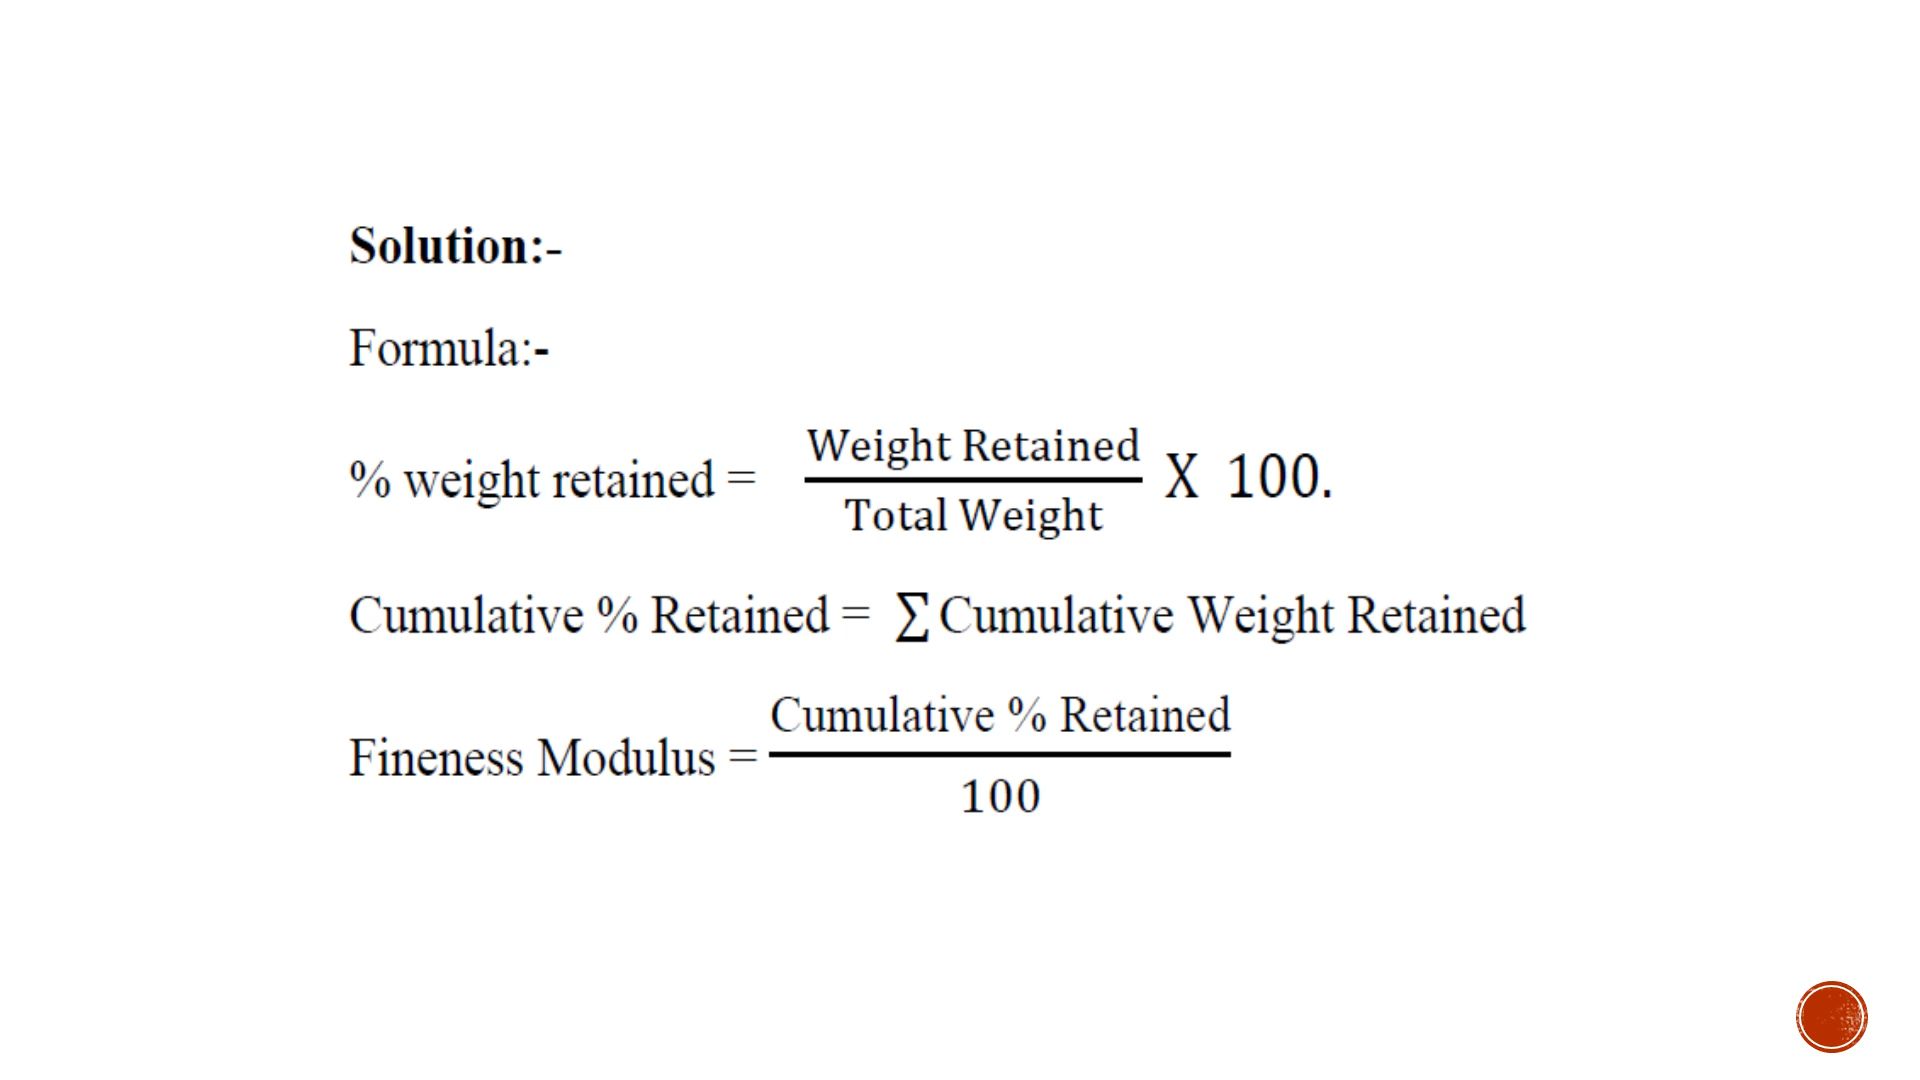 Solution:-
Formula:-
% weight retained = Weight Retained / Total Weight X 100.
Cumulative % Retained = ∑ Cumulative Weight Retained
Fineness Modulus = Cumulative % Retained / 100